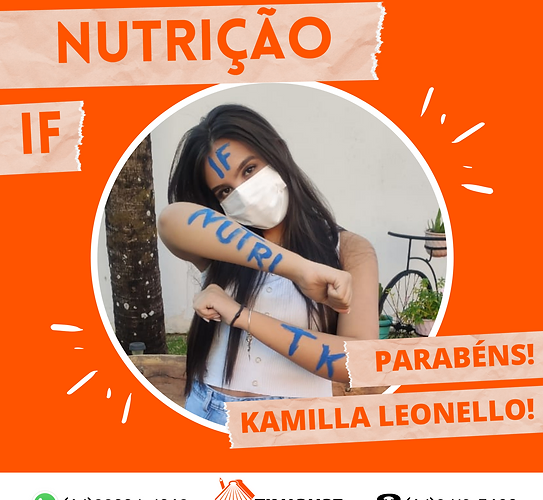 NUTRIÇÃO
IF
IF
NUTRI
TK
PARABÉNS!
KAMILLA LEONELLO!